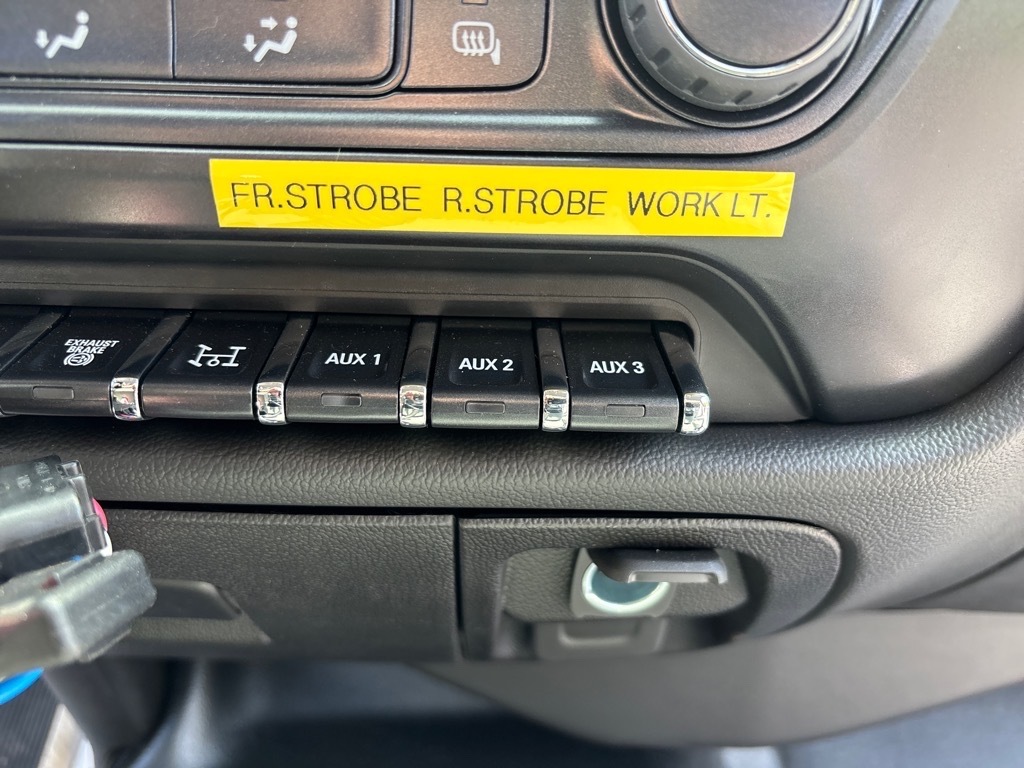 FR.STROBE R.STROBE WORK LT.
EXHAUST
BRAKE
AUX 1
AUX 2
AUX 3